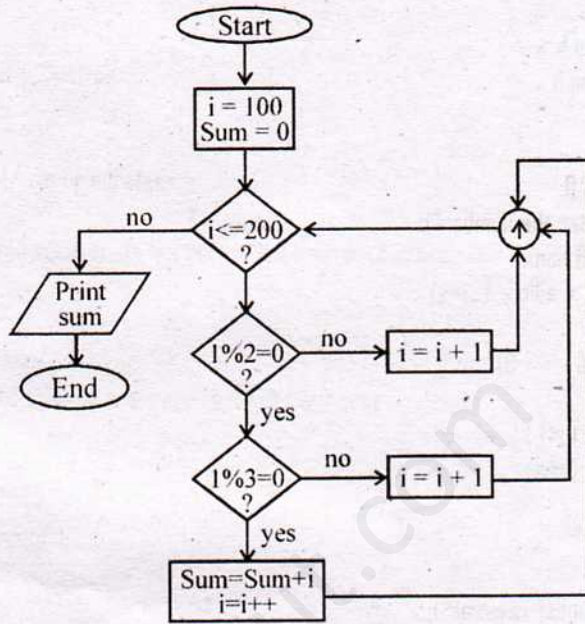 Start
i = 100
Sum = 0
i<=200
?
no
Print
sum
End
1%2=0
?
no
i = i + 1
yes
1%3=0
?
no
i = i + 1
yes
Sum=Sum+i
i=i++